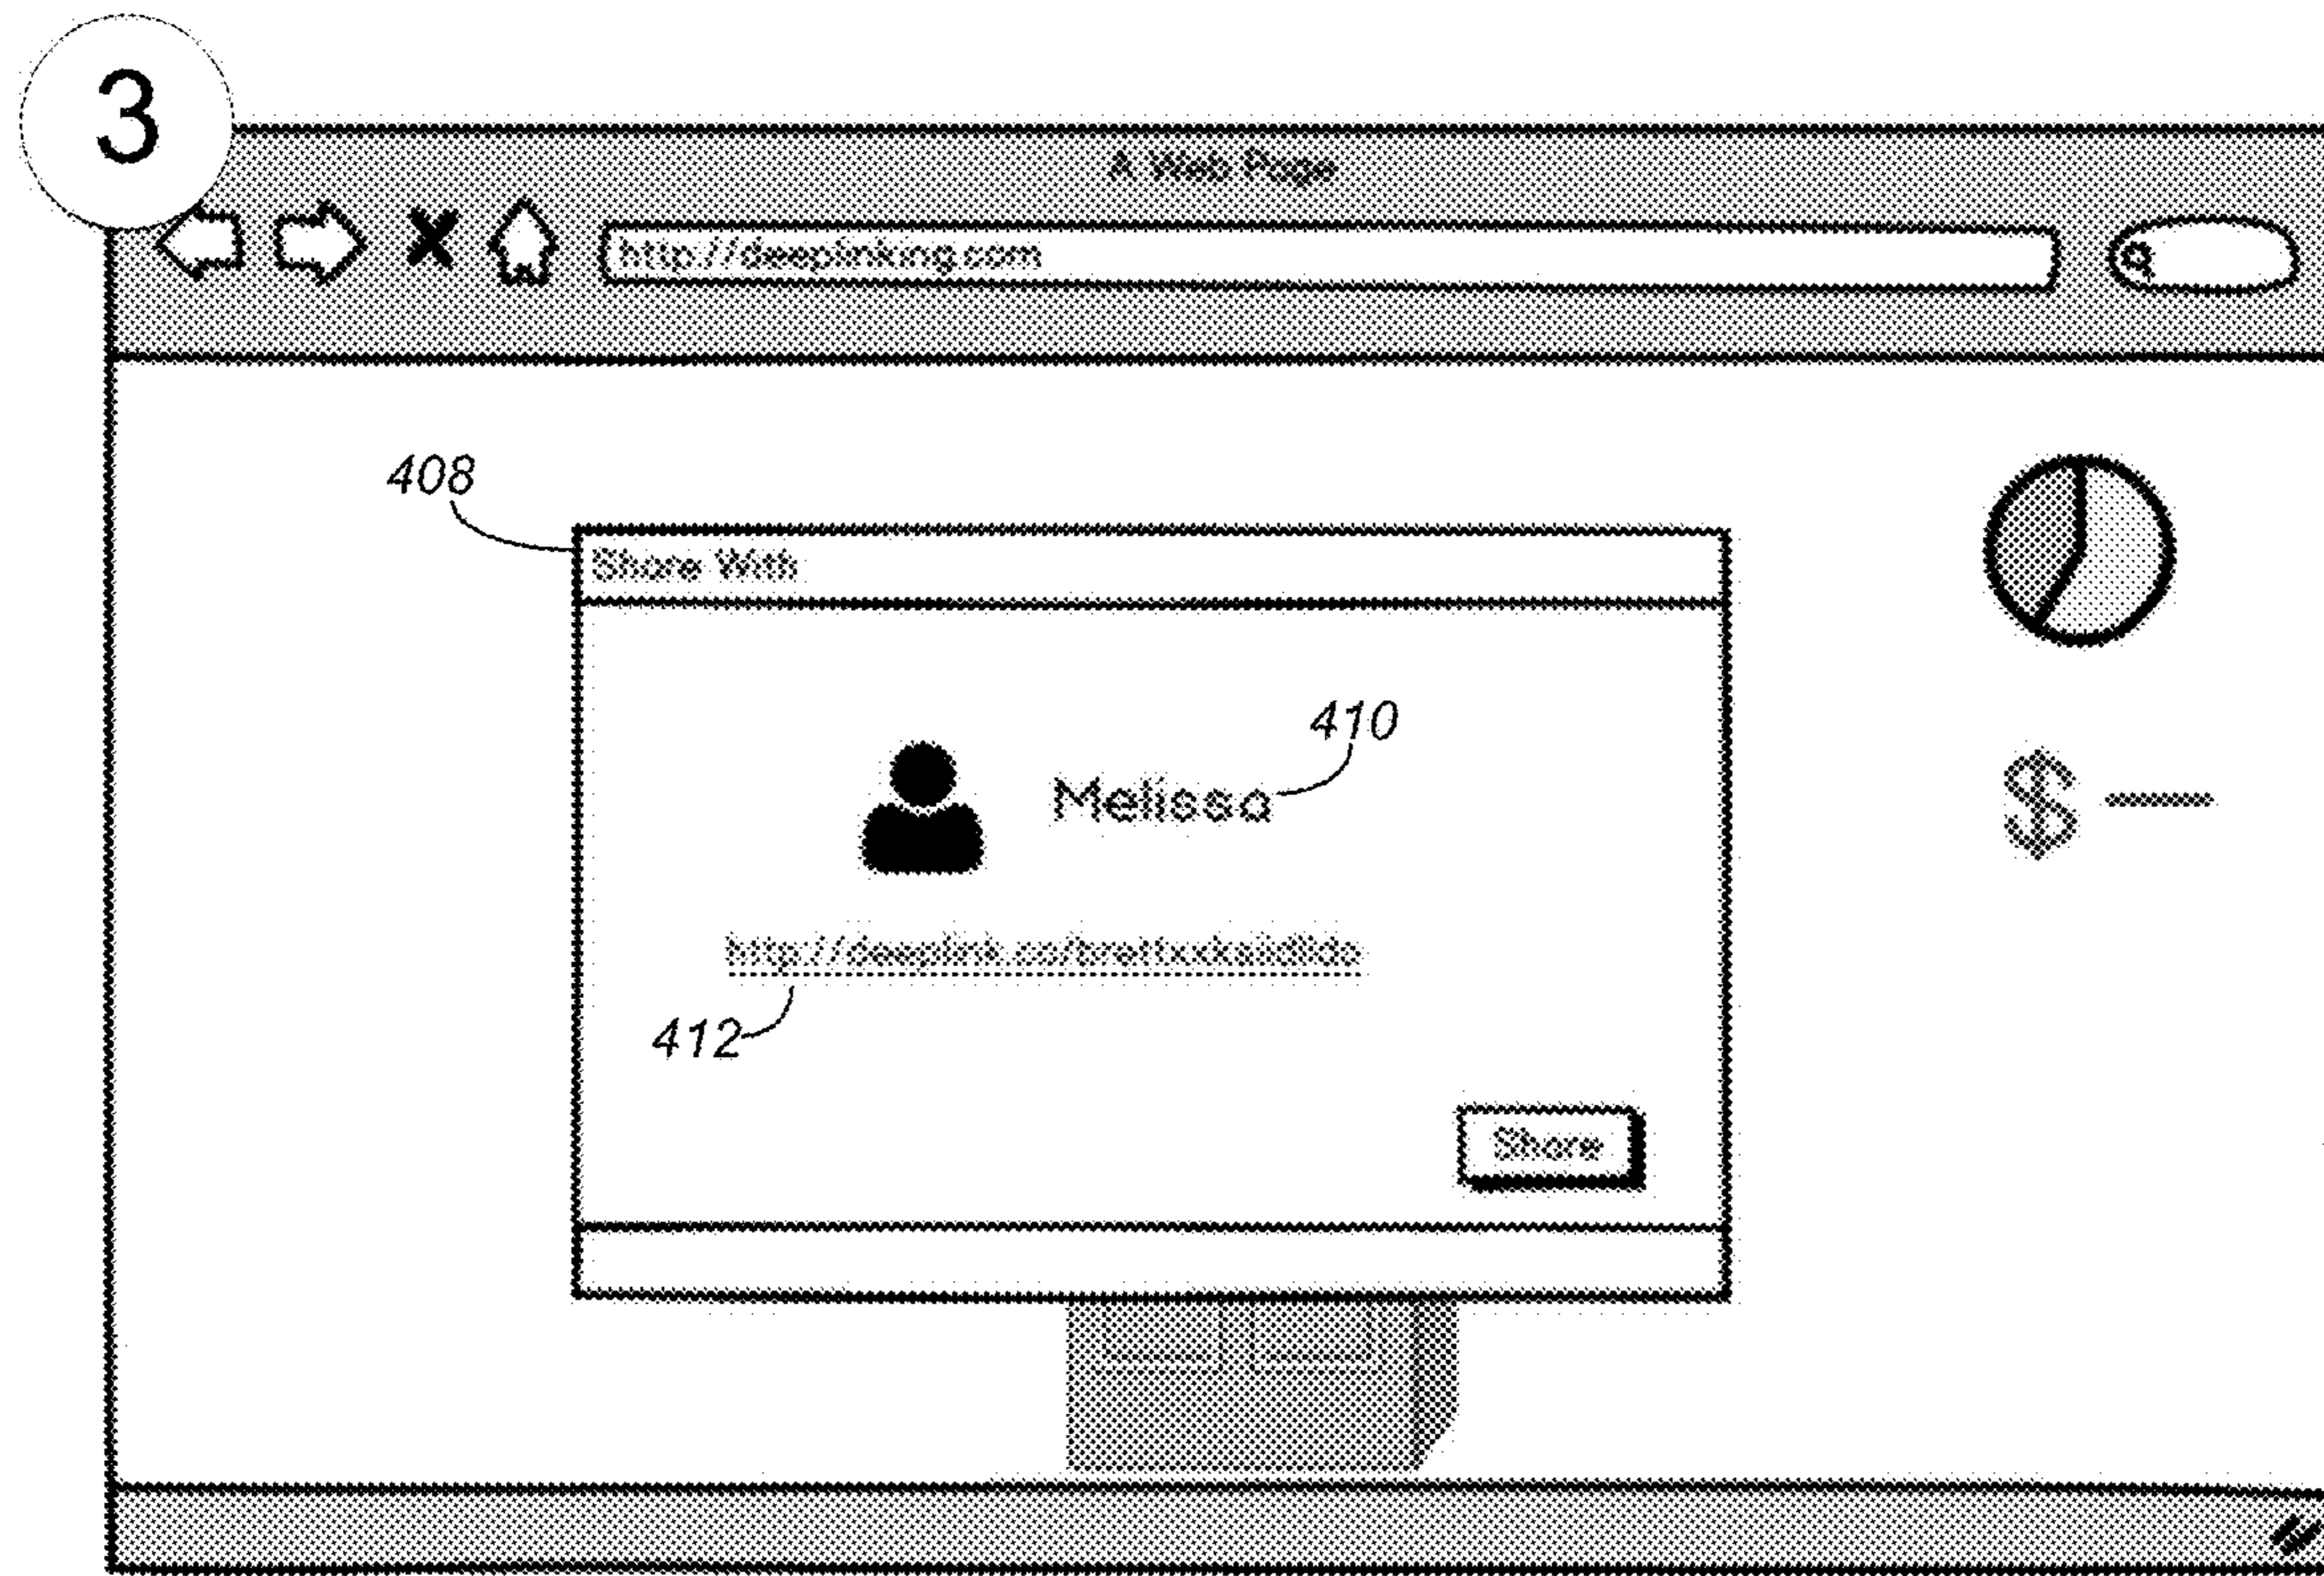 3
A Web Page
http://deeplinking.com
408
Share With
410
Melissa
$
412
Share